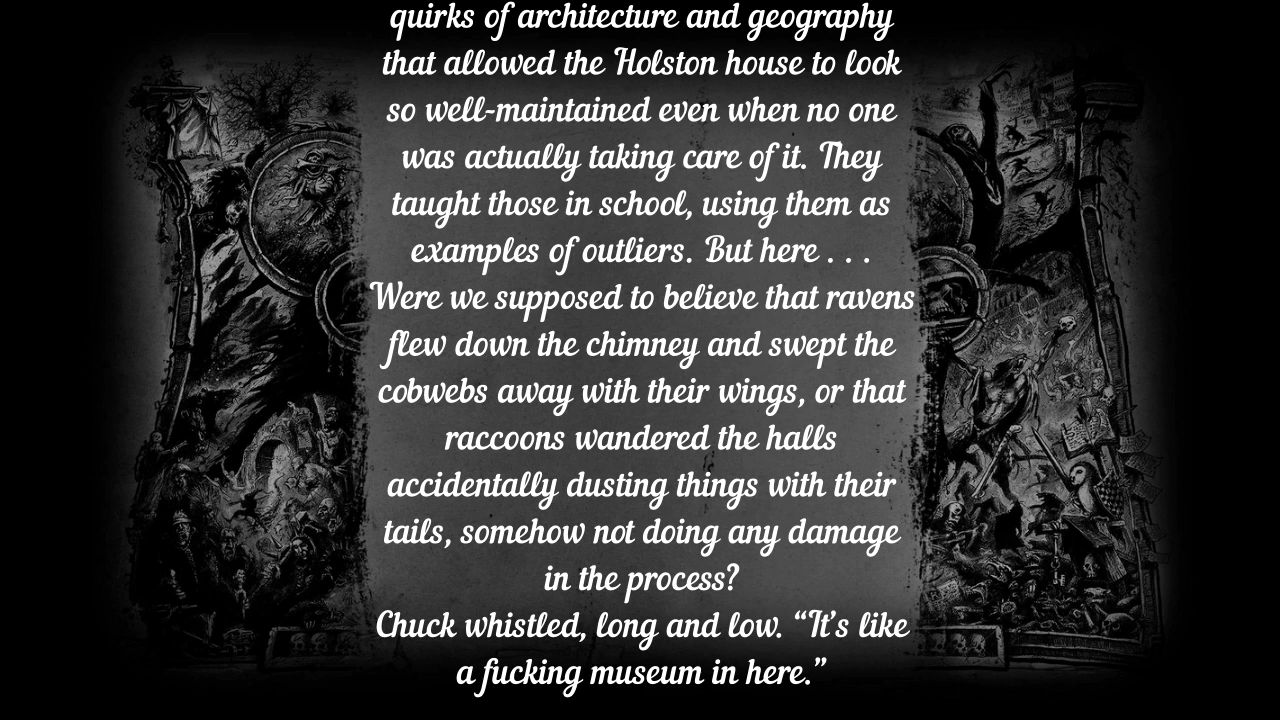 quirks of architecture and geography
that allowed the Holston house to look
so well-maintained even when no one
was actually taking care of it. They
taught those in school, using them as
examples of outliers. But here . . .
Were we supposed to believe that ravens
flew down the chimney and swept the
cobwebs away with their wings, or that
raccoons wandered the halls
accidentally dusting things with their
tails, somehow not doing any damage
in the process?
Chuck whistled, long and low. “It’s like
a fucking museum in here.”